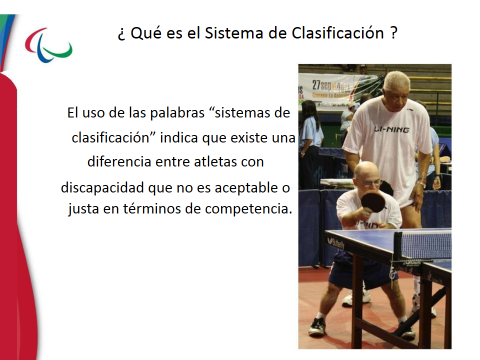 ¿ Qué es el Sistema de Clasificación ?
El uso de las palabras “sistemas de
clasificación” indica que existe una
diferencia entre atletas con
discapacidad que no es aceptable o
justa en términos de competencia.
27
LI-NING